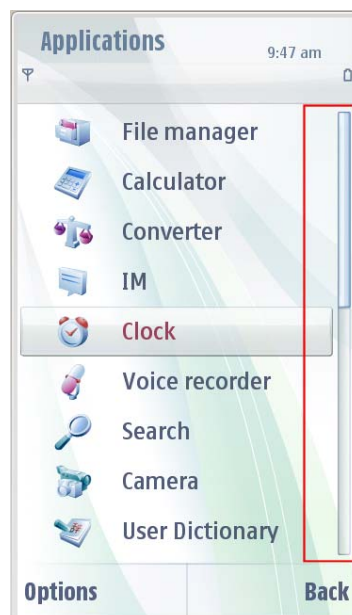 Applications
9:47 am
File manager
Calculator
Converter
IM
Clock
Voice recorder
Search
Camera
User Dictionary
Options Back